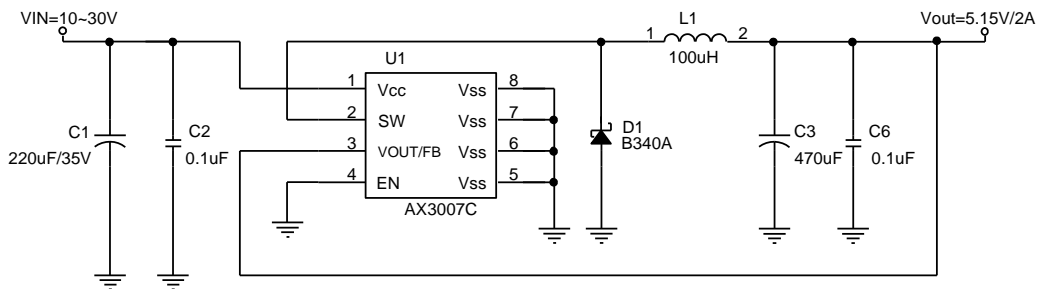 VIN=10~30V
L1
Vout=5.15V/2A
1
2
100uH
U1
1
Vcc
Vss
8
2
SW
Vss
7
3
VOUT/FB
Vss
6
4
EN
Vss
5
AX3007C
C1
220uF/35V
C2
0.1uF
D1
B340A
C3
470uF
C6
0.1uF